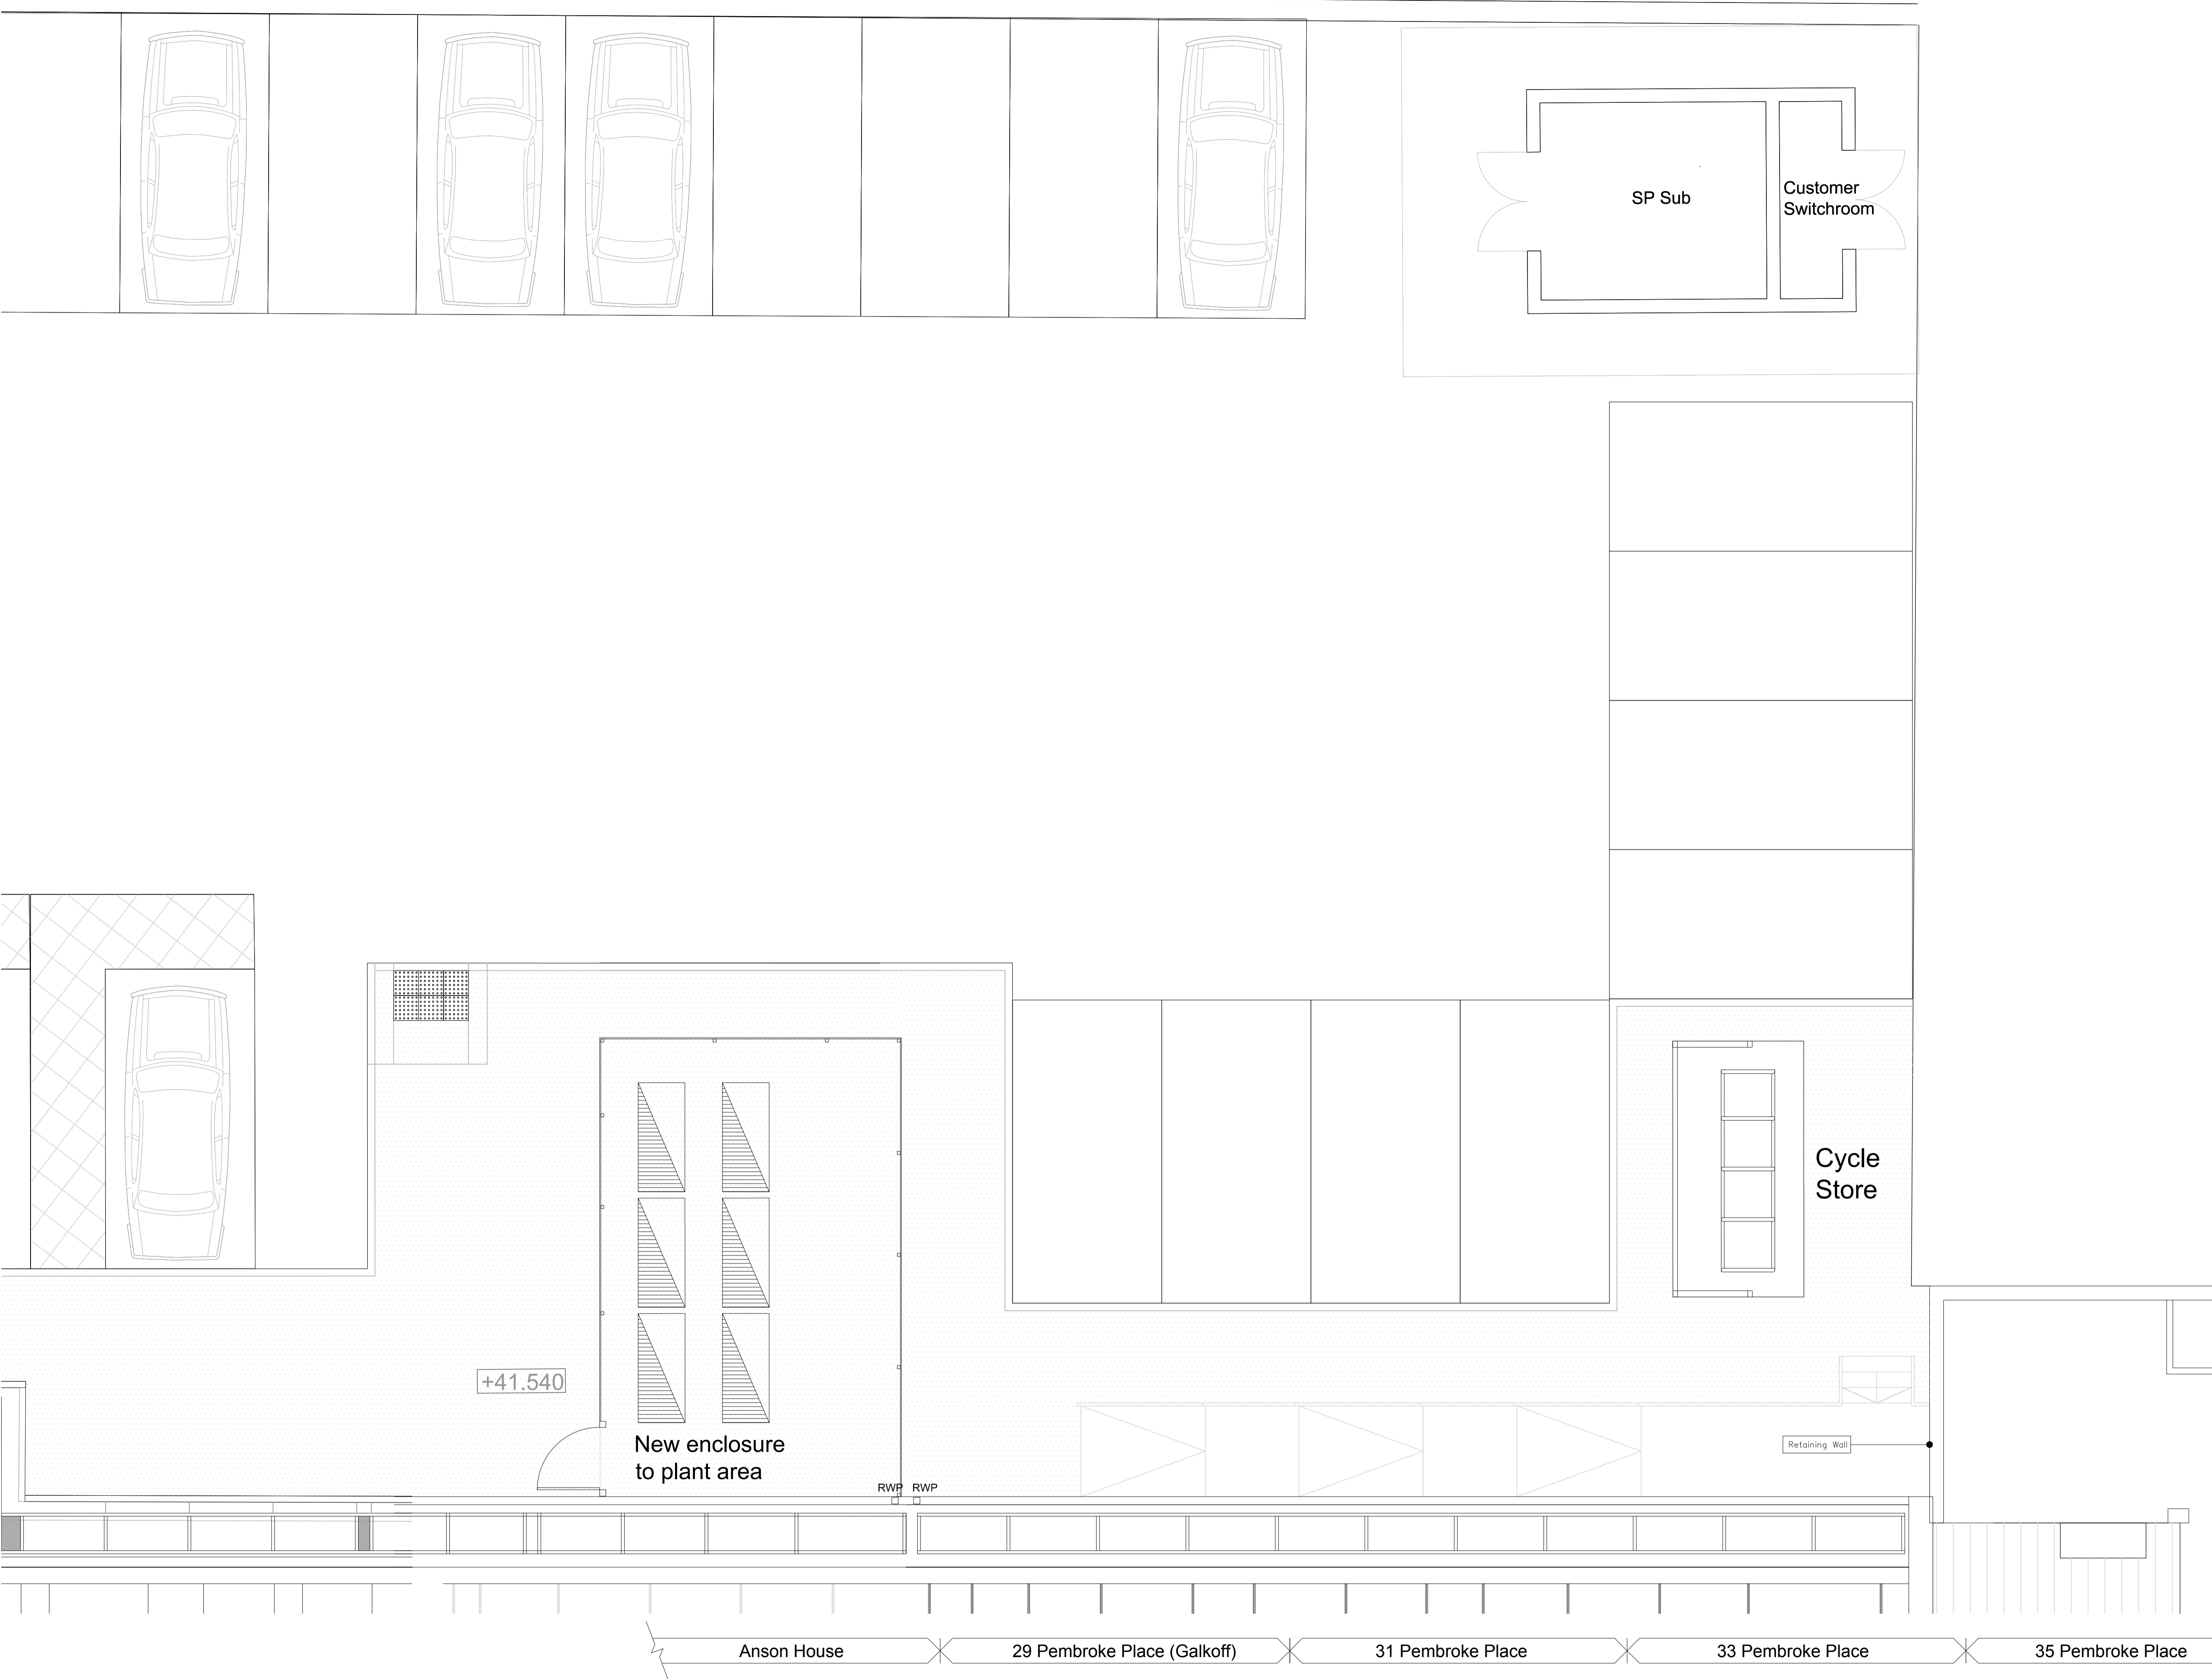 SP Sub
Customer
Switchroom
Cycle
Store
+41.540
New enclosure
to plant area
Retaining Wall
RWP
RWP
Anson House
29 Pembroke Place (Galkoff)
31 Pembroke Place
33 Pembroke Place
35 Pembroke Place